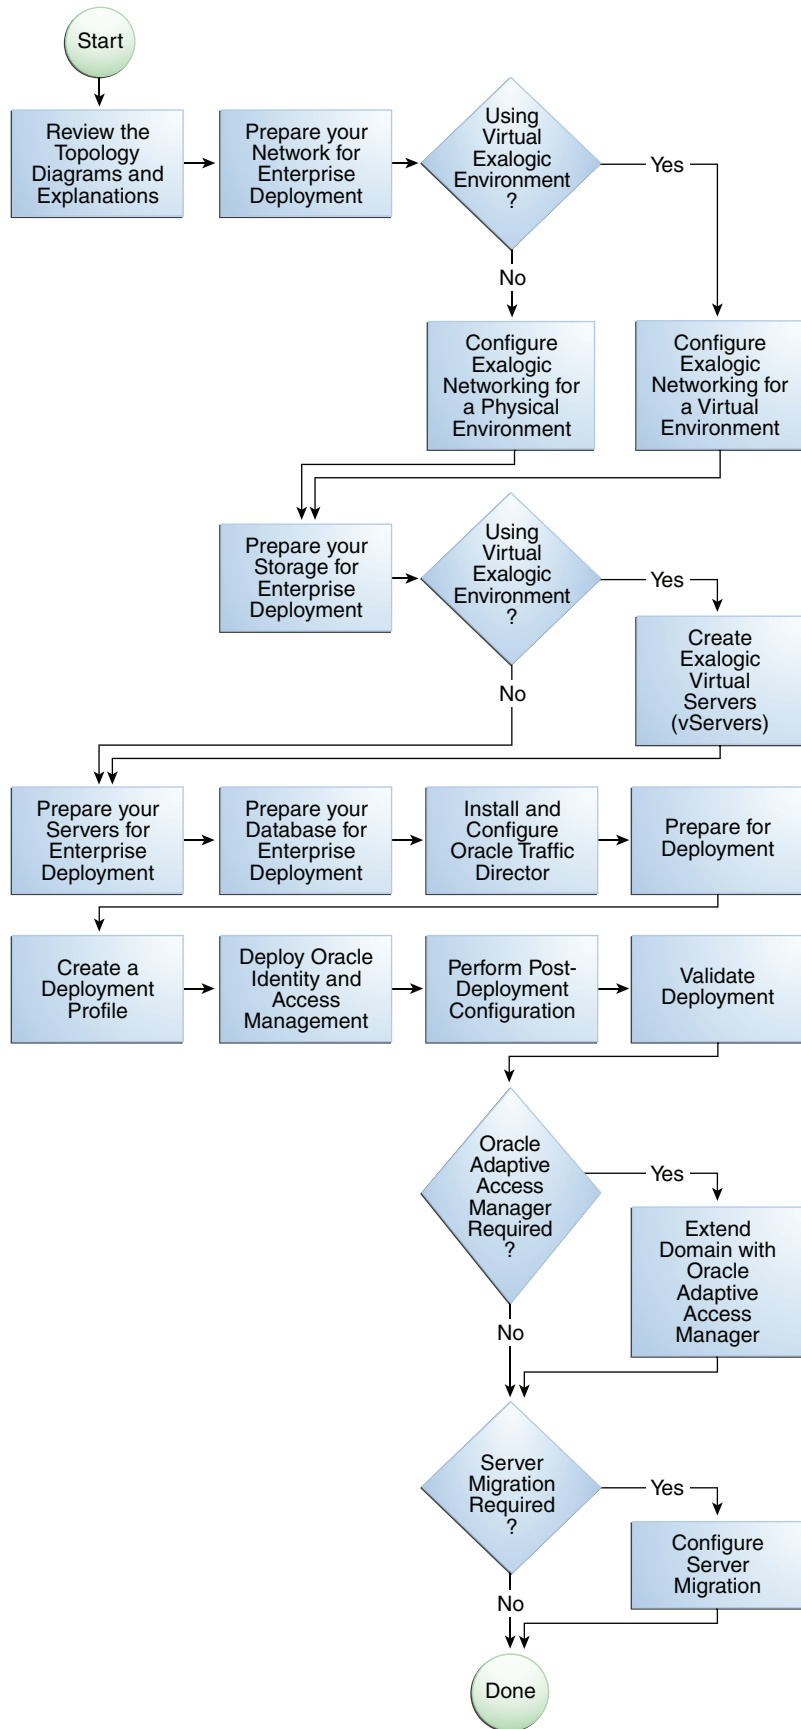 Start
Review the
Topology
Diagrams and
Explanations
Prepare your
Network for
Enterprise
Deployment
Using
Virtual
Exalogic
Environment
?
Yes
No
Configure
Exalogic
Networking for
a Physical
Environment
Configure
Exalogic
Networking for
a Virtual
Environment
Prepare your
Storage for
Enterprise
Deployment
Using
Virtual
Exalogic
Environment
?
Yes
No
Create
Exalogic
Virtual
Servers
(vServers)
Prepare your
Servers for
Enterprise
Deployment
Prepare your
Database for
Enterprise
Deployment
Install and
Configure
Oracle Traffic
Director
Prepare for
Deployment
Create a
Deployment
Profile
Deploy Oracle
Identity and
Access
Management
Perform Post-
Deployment
Configuration
Validate
Deployment
Oracle
Adaptive
Access
Manager
Required
?
Yes
No
Extend
Domain with
Oracle
Adaptive
Access
Manager
Server
Migration
Required
?
Yes
No
Configure
Server
Migration
Done